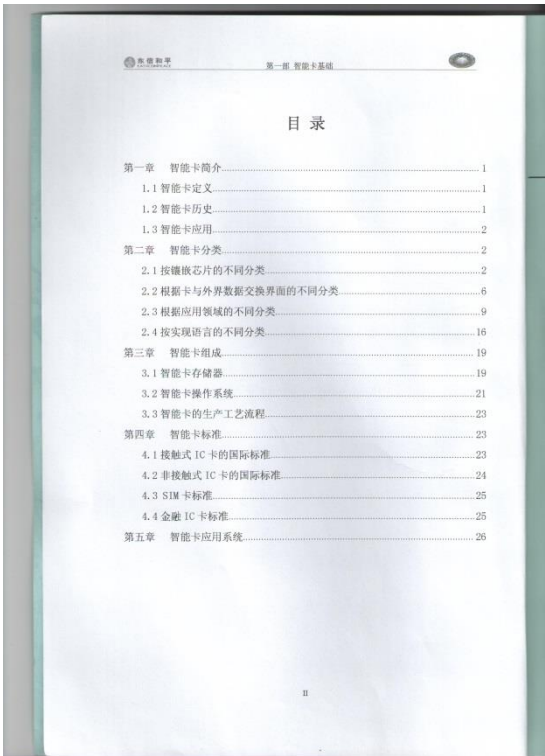 东信和平
第一部 智能卡基础
目 录
第一章 智能卡简介 1
1.1 智能卡定义 1
1.2 智能卡历史 1
1.3 智能卡应用 2
第二章 智能卡分类 2
2.1 按镶嵌芯片的不同分类 2
2.2 根据卡与外界数据交换界面的不同分类 6
2.3 根据应用领域的不同分类 9
2.4 按实现语言的不同分类 16
第三章 智能卡组成 19
3.1 智能卡存储器 19
3.2 智能卡操作系统 21
3.3 智能卡的生产工艺流程 23
第四章 智能卡标准 23
4.1 接触式 IC 卡的国际标准 23
4.2 非接触式 IC 卡的国际标准 24
4.3 SIM 卡标准 25
4.4 金融 IC 卡标准 25
第五章 智能卡应用系统 26
II